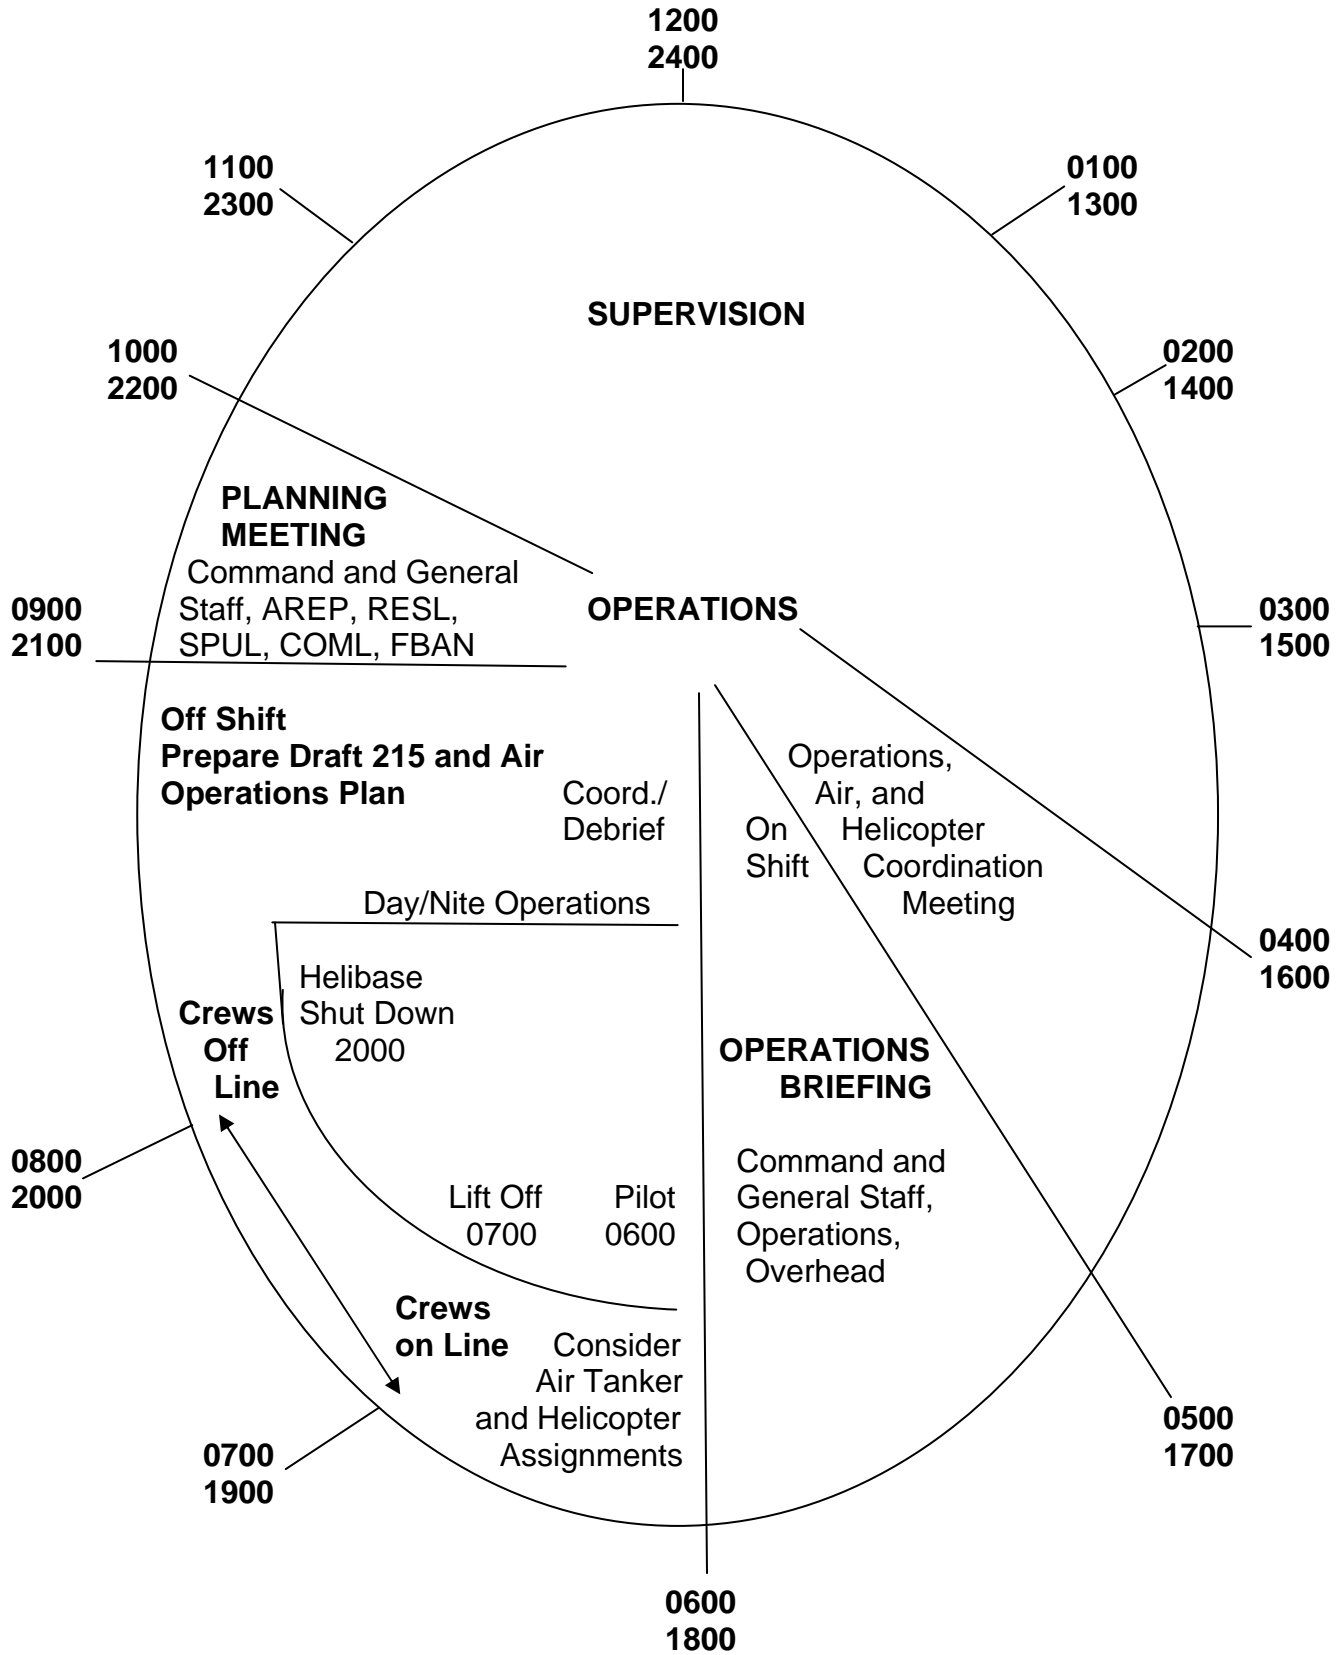 1200
2400
1100
2300
0100
1300
SUPERVISION
1000
2200
0200
1400
PLANNING
MEETING
Command and General
Staff, AREP, RESL,
SPUL, COML, FBAN
0900
2100
OPERATIONS
0300
1500
Off Shift
Prepare Draft 215 and Air
Operations Plan
Coord./
Debrief
On
Shift
Operations,
Air, and
Helicopter
Coordination
Meeting
Day/Nite Operations
0400
1600
Helibase
Shut Down
2000
Crews
Off
Line
OPERATIONS
BRIEFING
Command and
General Staff,
Operations,
Overhead
0800
2000
Lift Off
0700
Pilot
0600
Crews
on Line
Consider
Air Tanker
and Helicopter
Assignments
0700
1900
0500
1700
0600
1800